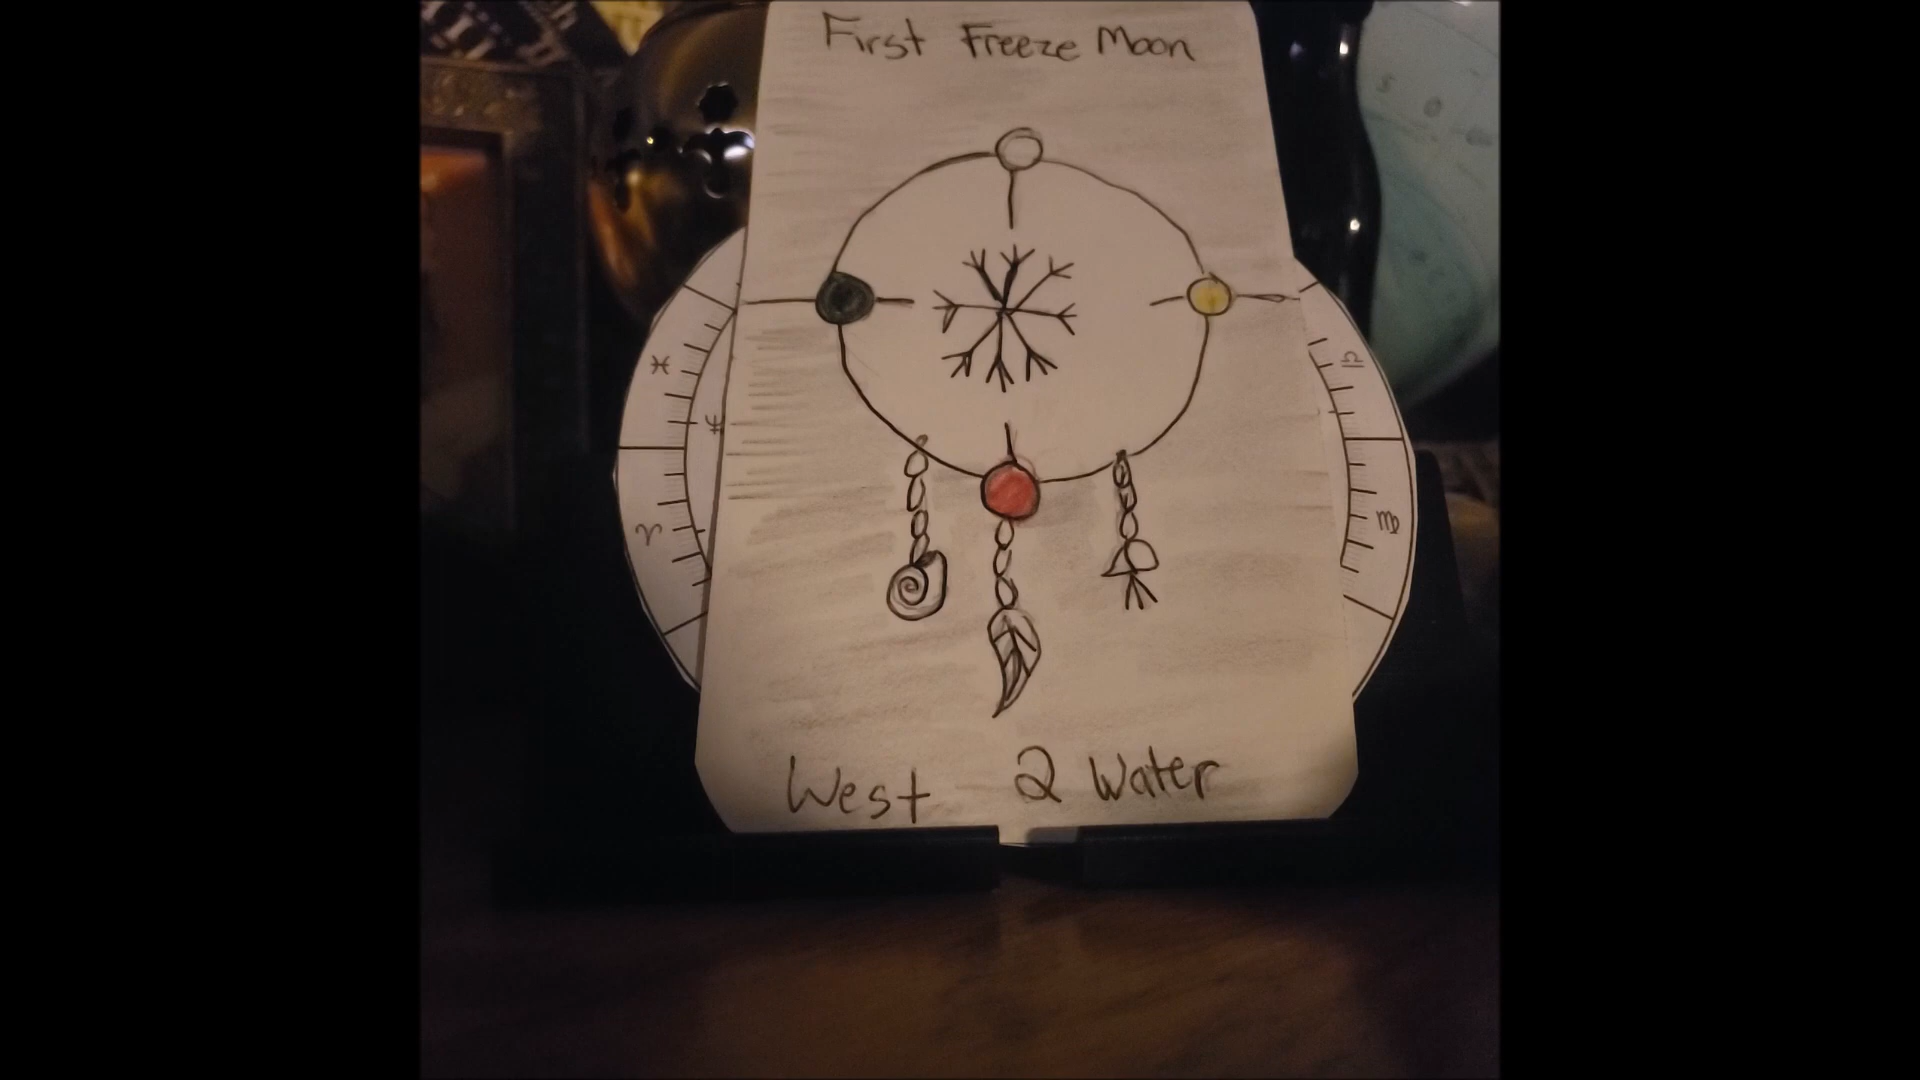 First Freeze Moon
♓
♆
♎
♈
♍
West 2 Water